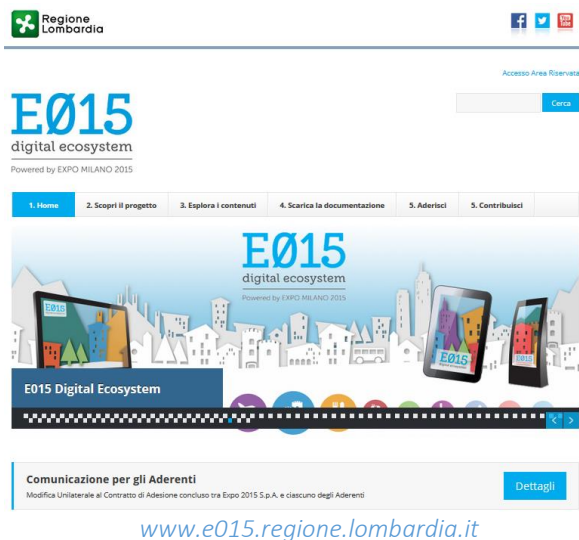 Regione
Lombardia
You
Tube
Accesso Area Riservata
Cerca
E015
digital ecosystem
Powered by EXPO MILANO 2015
1. Home
2. Scopri il progetto
3. Esplora i contenuti
4. Scarica la documentazione
5. Aderisci
5. Contribuisci
E015
digital ecosystem
Powered by EXPO MILANO 2015
E015
E015
E015
E015 Digital Ecosystem
Comunicazione per gli Aderenti
Modifica Unilaterale al Contratto di Adesione concluso tra Expo 2015 S.p.A. e ciascuno degli Aderenti
Dettagli
www.e015.regione.lombardia.it